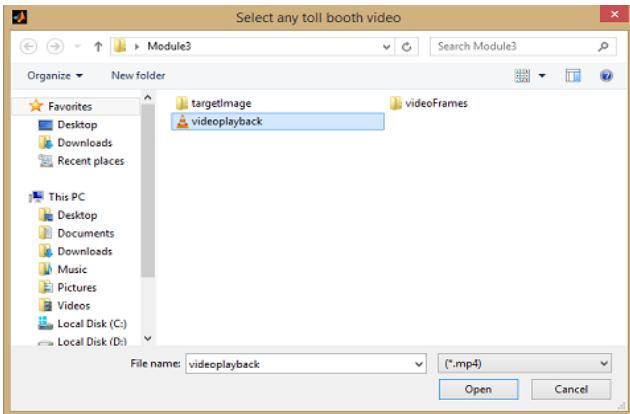 Select any toll booth video
Module3
Search Module3
Organize
New folder
Favorites
Desktop
Downloads
Recent places
This PC
Desktop
Documents
Downloads
Music
Pictures
Videos
Local Disk (C:)
Local Disk (D:)
targetImage
videoFrames
videoplayback
File name: videoplayback
(*.mp4)
Open
Cancel